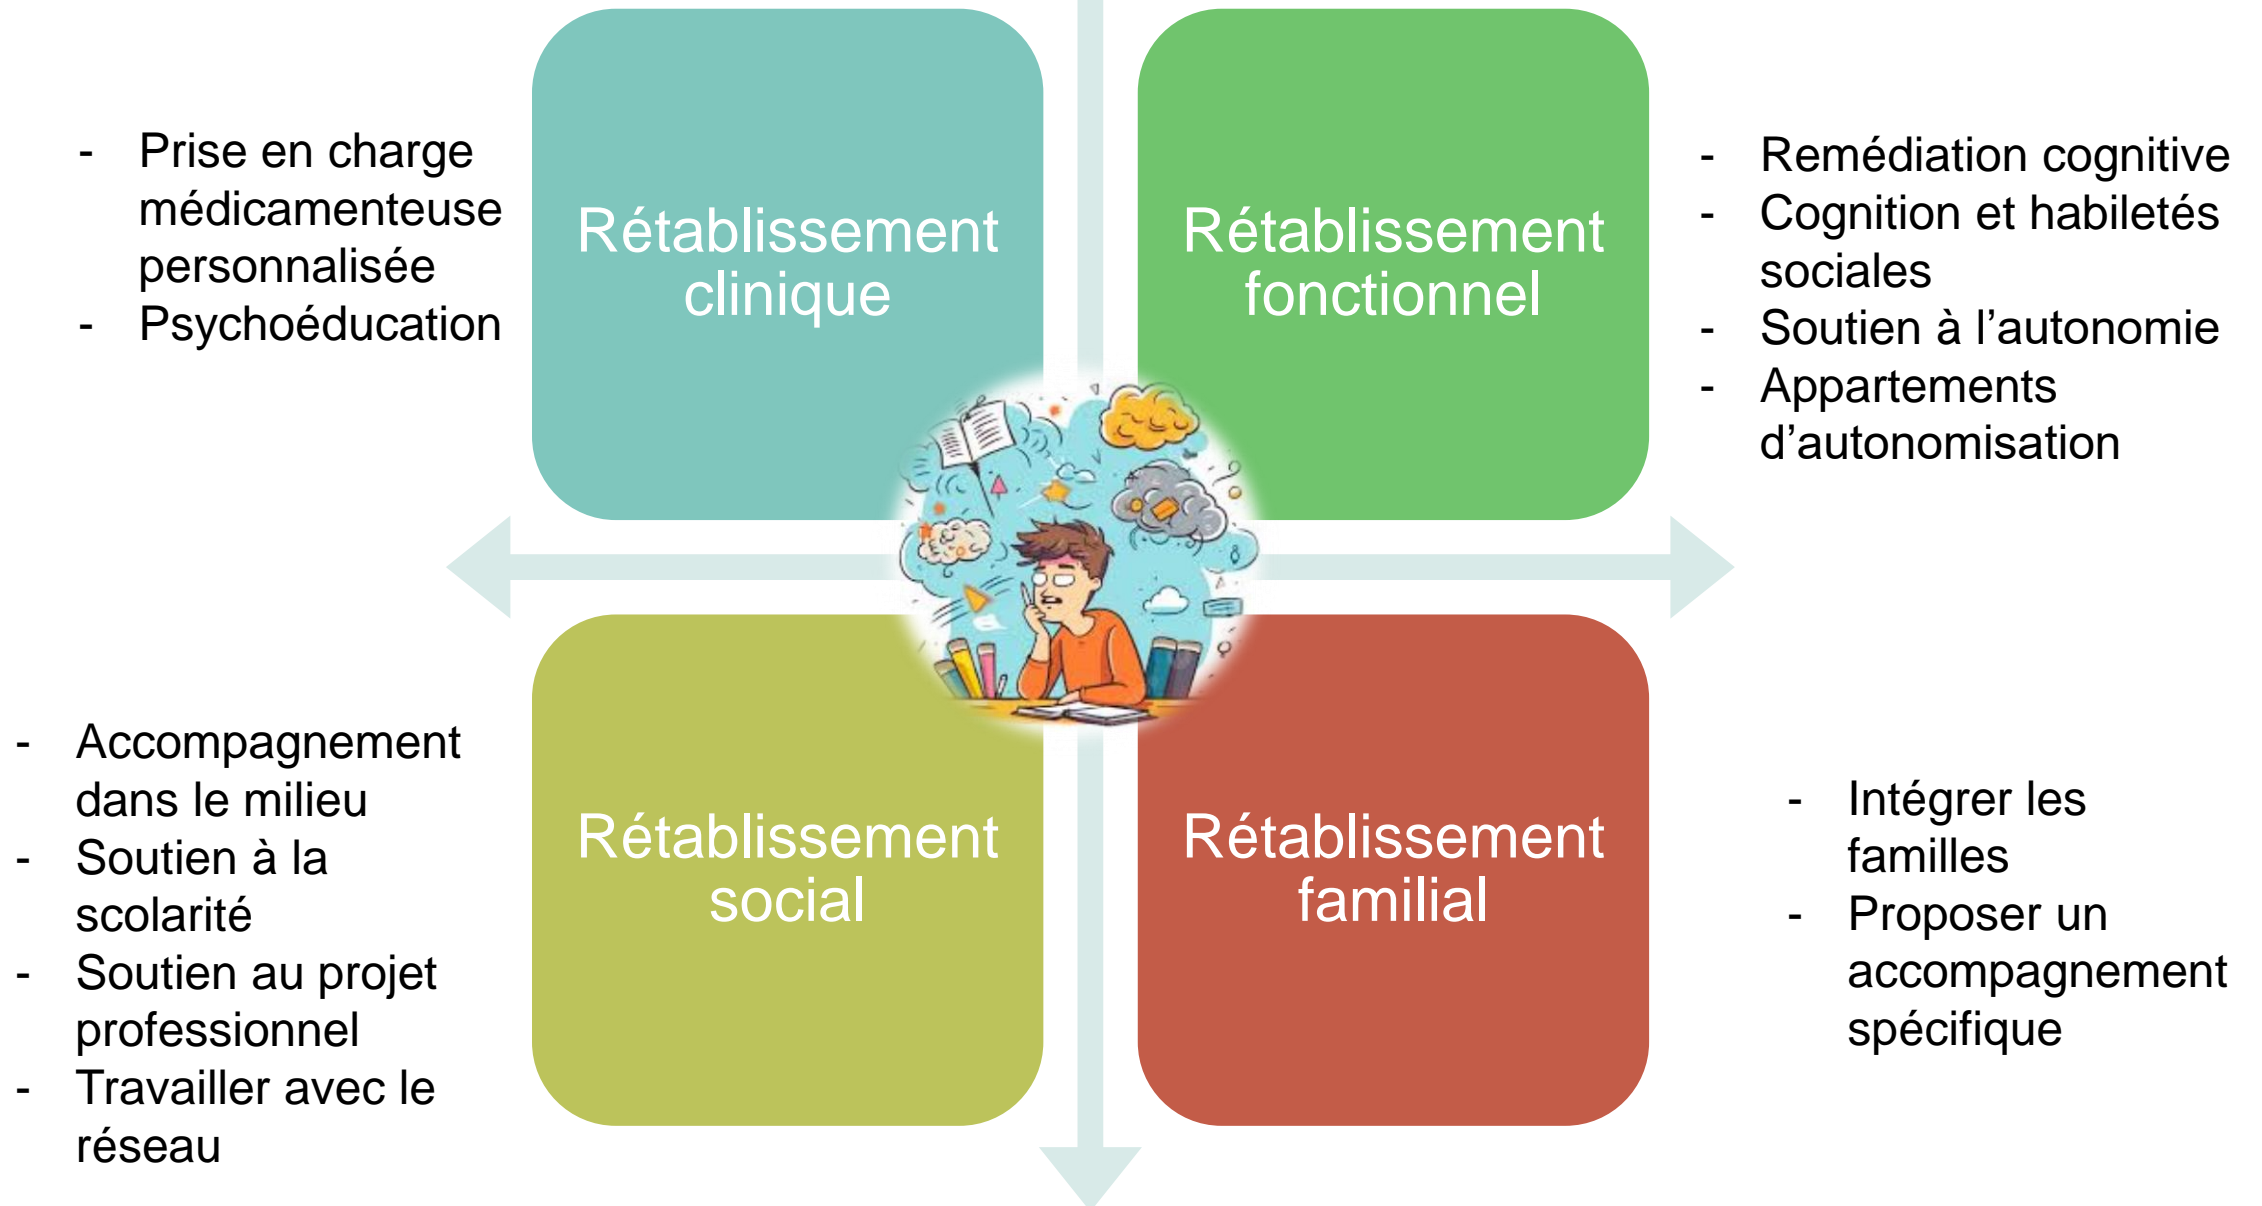 - Prise en charge
médicamenteuse
personnalisée
- Psychoéducation
Rétablissement
clinique
Rétablissement
fonctionnel
- Remédiation cognitive
- Cognition et habiletés
sociales
- Soutien à l’autonomie
- Appartements
d’autonomisation
- Accompagnement
dans le milieu
- Soutien à la
scolarité
- Soutien au projet
professionnel
- Travailler avec le
réseau
Rétablissement
social
Rétablissement
familial
- Intégrer les
familles
- Proposer un
accompagnement
spécifique